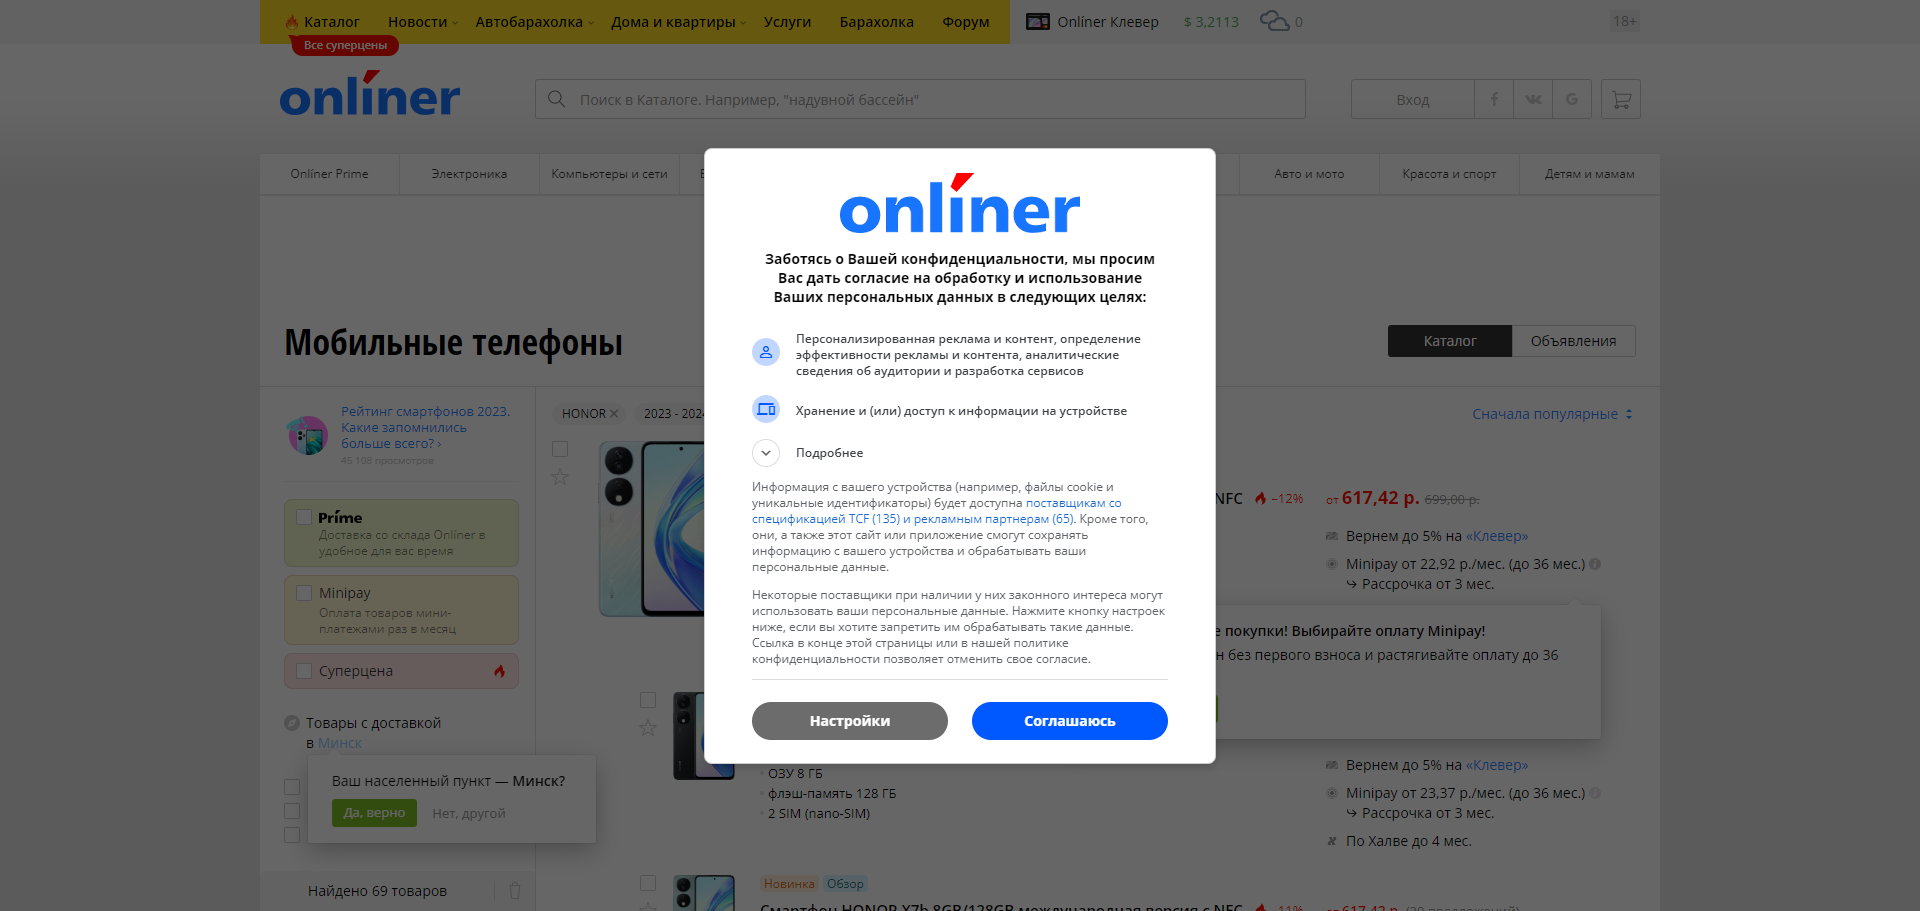 Каталог
Новости
Автобарахолка
Дома и квартиры
Услуги
Барахолка
Форум
Onlíner Клевер
$ 3,2113
0
18+
Все суперцены
onlíner
Поиск в Каталоге. Например, "надувной бассейн"
Вход
Onlíner Prime
Электроника
Компьютеры и сети
Авто и мото
Красота и спорт
Детям и мамам
Мобильные телефоны
Каталог
Объявления
Рейтинг смартфонов 2023.
Какие запомнились
больше всего? ›
45 108 просмотров
HONOR
2023 - 2024
Сначала популярные
Príme
Доставка со склада Onlíner в
удобное для вас время
Minipay
Оплата товаров мини-
платежами раз в месяц
Суперцена
Товары с доставкой
в Минск
Ваш населенный пункт — Минск?
Да, верно
Нет, другой
Найдено 69 товаров
onlíner
Заботясь о Вашей конфиденциальности, мы просим
Вас дать согласие на обработку и использование
Ваших персональных данных в следующих целях:
Персонализированная реклама и контент, определение
эффективности рекламы и контента, аналитические
сведения об аудитории и разработка сервисов
Хранение и (или) доступ к информации на устройстве
Подробнее
Информация с вашего устройства (например, файлы cookie и
уникальные идентификаторы) будет доступна поставщикам со
спецификацией TCF (135) и рекламным партнерам (65). Кроме того,
они, а также этот сайт или приложение смогут сохранять
информацию с вашего устройства и обрабатывать ваши
персональные данные.
Некоторые поставщики при наличии у них законного интереса могут
использовать ваши персональные данные. Нажмите кнопку настроек
ниже, если вы хотите запретить им обрабатывать такие данные.
Ссылка в конце этой страницы или в нашей политике
конфиденциальности позволяет отменить свое согласие.
Настройки
Соглашаюсь
NFC
–12%
от 617,42 р. 699,00 р.
Вернем до 5% на «Клевер»
Minipay от 22,92 р./мес. (до 36 мес.)
Рассрочка от 3 мес.
е покупки! Выбирайте оплату Minipay!
н без первого взноса и растягивайте оплату до 36
ОЗУ 8 ГБ
флэш-память 128 ГБ
2 SIM (nano-SIM)
Вернем до 5% на «Клевер»
Minipay от 23,37 р./мес. (до 36 мес.)
Рассрочка от 3 мес.
По Халве до 4 мес.
Новинка
Обзор
Смартфон HONOR X7b 8GB/128GB международная версия с NFC
–11%
от 617,42 р. (20 предложений)